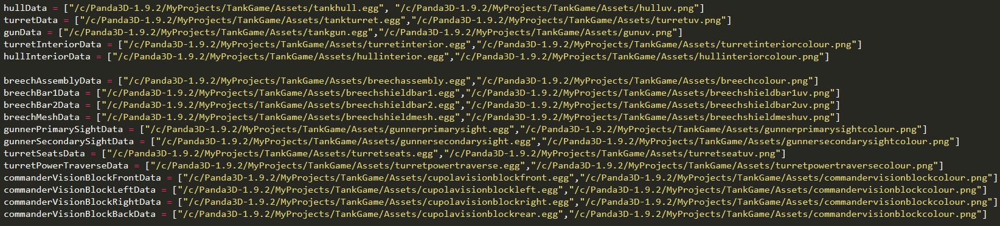 hullData = ["/c/Panda3D-1.9.2/MyProjects/TankGame/Assets/tankhull.egg", "/c/Panda3D-1.9.2/MyProjects/TankGame/Assets/hulluv.png"]
turretData = ["/c/Panda3D-1.9.2/MyProjects/TankGame/Assets/tankturret.egg","/c/Panda3D-1.9.2/MyProjects/TankGame/Assets/turretuv.png"]
gunData = ["/c/Panda3D-1.9.2/MyProjects/TankGame/Assets/tankgun.egg","/c/Panda3D-1.9.2/MyProjects/TankGame/Assets/gunuv.png"]
turretInteriorData = ["/c/Panda3D-1.9.2/MyProjects/TankGame/Assets/turretinterior.egg","/c/Panda3D-1.9.2/MyProjects/TankGame/Assets/turretinteriorcolour.png"]
hullInteriorData = ["/c/Panda3D-1.9.2/MyProjects/TankGame/Assets/hullinterior.egg","/c/Panda3D-1.9.2/MyProjects/TankGame/Assets/hullinteriorcolour.png"]
breechAssemblyData = ["/c/Panda3D-1.9.2/MyProjects/TankGame/Assets/breechassembly.egg","/c/Panda3D-1.9.2/MyProjects/TankGame/Assets/breechcolour.png"]
breechBar1Data = ["/c/Panda3D-1.9.2/MyProjects/TankGame/Assets/breechshieldbar1.egg","/c/Panda3D-1.9.2/MyProjects/TankGame/Assets/breechshieldbar1uv.png"]
breechBar2Data = ["/c/Panda3D-1.9.2/MyProjects/TankGame/Assets/breechshieldbar2.egg","/c/Panda3D-1.9.2/MyProjects/TankGame/Assets/breechshieldbar2uv.png"]
breechMeshData = ["/c/Panda3D-1.9.2/MyProjects/TankGame/Assets/breechshieldmesh.egg","/c/Panda3D-1.9.2/MyProjects/TankGame/Assets/breechshieldmeshuv.png"]
gunnerPrimarySightData = ["/c/Panda3D-1.9.2/MyProjects/TankGame/Assets/gunnerprimarysight.egg","/c/Panda3D-1.9.2/MyProjects/TankGame/Assets/gunnerprimarysightcolour.png"]
gunnerSecondarySightData = ["/c/Panda3D-1.9.2/MyProjects/TankGame/Assets/gunnersecondarysight.egg","/c/Panda3D-1.9.2/MyProjects/TankGame/Assets/gunnersecondarysightcolour.png"]
turretSeatsData = ["/c/Panda3D-1.9.2/MyProjects/TankGame/Assets/turretseats.egg","/c/Panda3D-1.9.2/MyProjects/TankGame/Assets/turretseatuv.png"]
turretPowerTraverseData = ["/c/Panda3D-1.9.2/MyProjects/TankGame/Assets/turretpowertraverse.egg","/c/Panda3D-1.9.2/MyProjects/TankGame/Assets/turretpowertraversecolour.png"]
commanderVisionBlockFrontData = ["/c/Panda3D-1.9.2/MyProjects/TankGame/Assets/cupolavisionblockfront.egg","/c/Panda3D-1.9.2/MyProjects/TankGame/Assets/commandervisionblockcolour.png"]
commanderVisionBlockLeftData = ["/c/Panda3D-1.9.2/MyProjects/TankGame/Assets/cupolavisionblockleft.egg","/c/Panda3D-1.9.2/MyProjects/TankGame/Assets/commandervisionblockcolour.png"]
commanderVisionBlockRightData = ["/c/Panda3D-1.9.2/MyProjects/TankGame/Assets/cupolavisionblockright.egg","/c/Panda3D-1.9.2/MyProjects/TankGame/Assets/commandervisionblockcolour.png"]
commanderVisionBlockBackData = ["/c/Panda3D-1.9.2/MyProjects/TankGame/Assets/cupolavisionblockrear.egg","/c/Panda3D-1.9.2/MyProjects/TankGame/Assets/commandervisionblockcolour.png"]